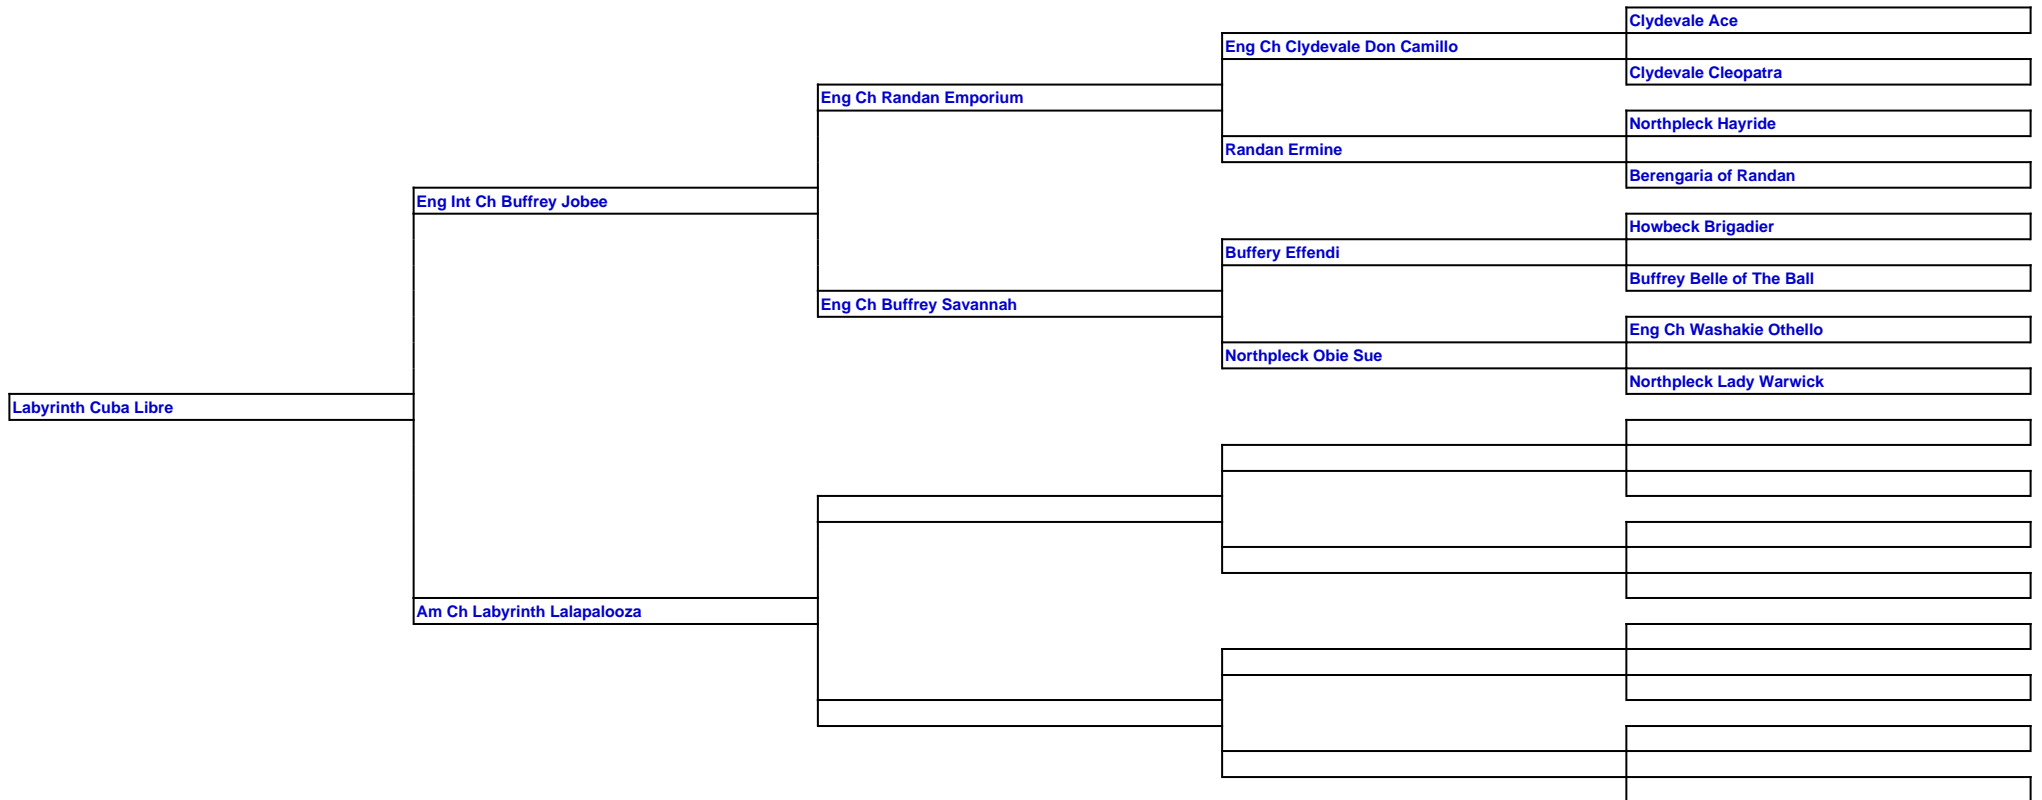 Clydevale Ace
Eng Ch Clydevale Don Camillo
Clydevale Cleopatra
Eng Ch Randan Emporium
Northpleck Hayride
Randan Ermine
Berengaria of Randan
Eng Int Ch Buffrey Jobee
Howbeck Brigadier
Buffery Effendi
Buffrey Belle of The Ball
Eng Ch Buffrey Savannah
Eng Ch Washakie Othello
Northpleck Obie Sue
Northpleck Lady Warwick
Labyrinth Cuba Libre
Am Ch Labyrinth Lalapalooza